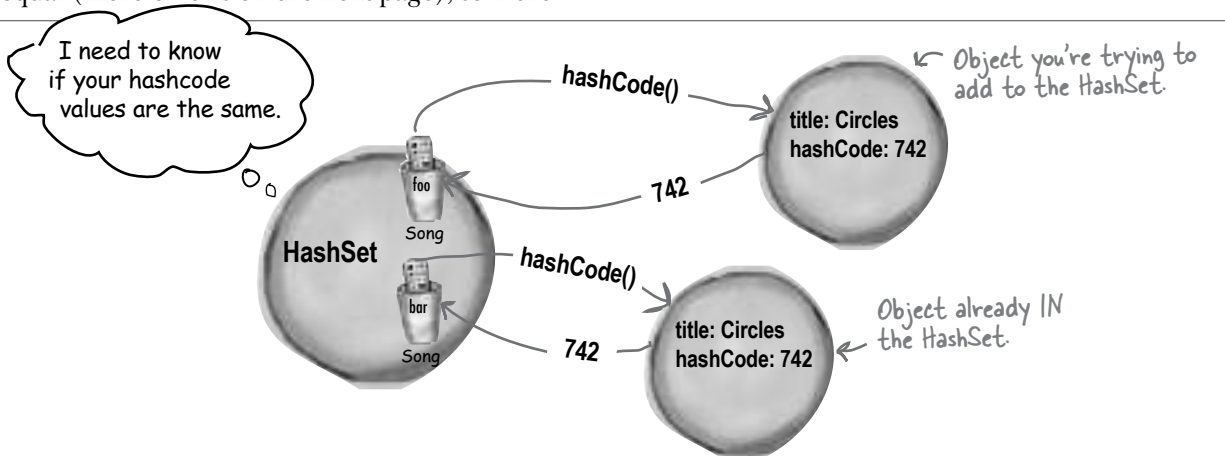 I need to know
if your hashcode
values are the same.
hashCode()
Object you're trying to
add to the HashSet.
title: Circles
hashCode: 742
foo
742
Song
HashSet
hashCode()
bar
Object already IN
the HashSet.
title: Circles
hashCode: 742
742
Song